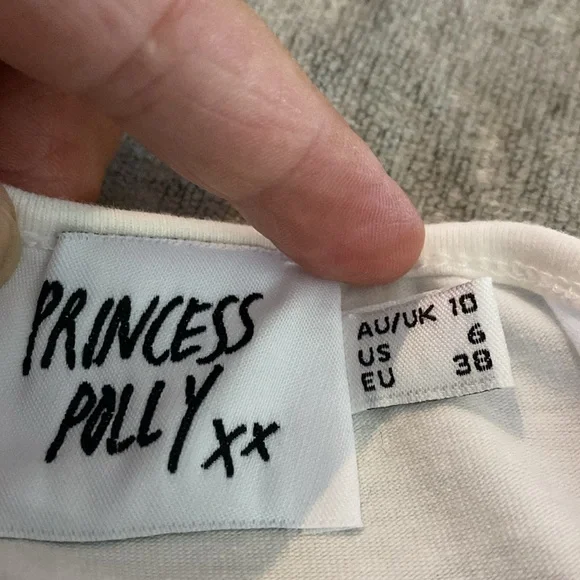 PRINCESS
POLLY xx
AU/UK 10
US 6
EU 38